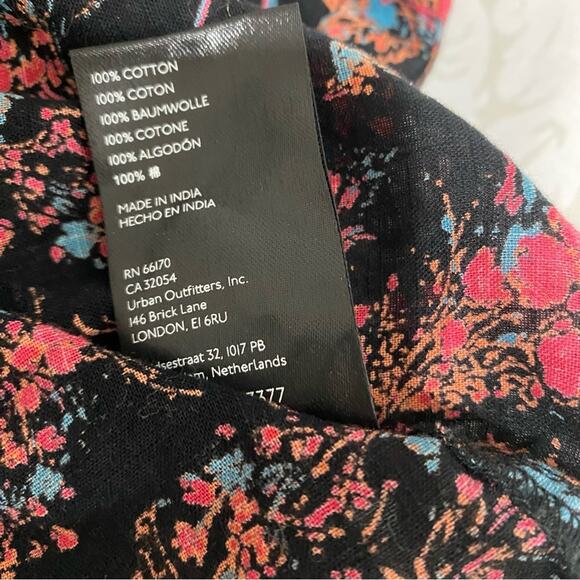 100% COTTON
100% COTON
100% BAUMWOLLE
100% COTONE
100% ALGODÓN
100% 棉
MADE IN INDIA
HECHO EN INDIA
RN 66170
CA 32054
Urban Outfitters, Inc.
146 Brick Lane
LONDON, E1 6RU
32, 1017 PB
Netherlands